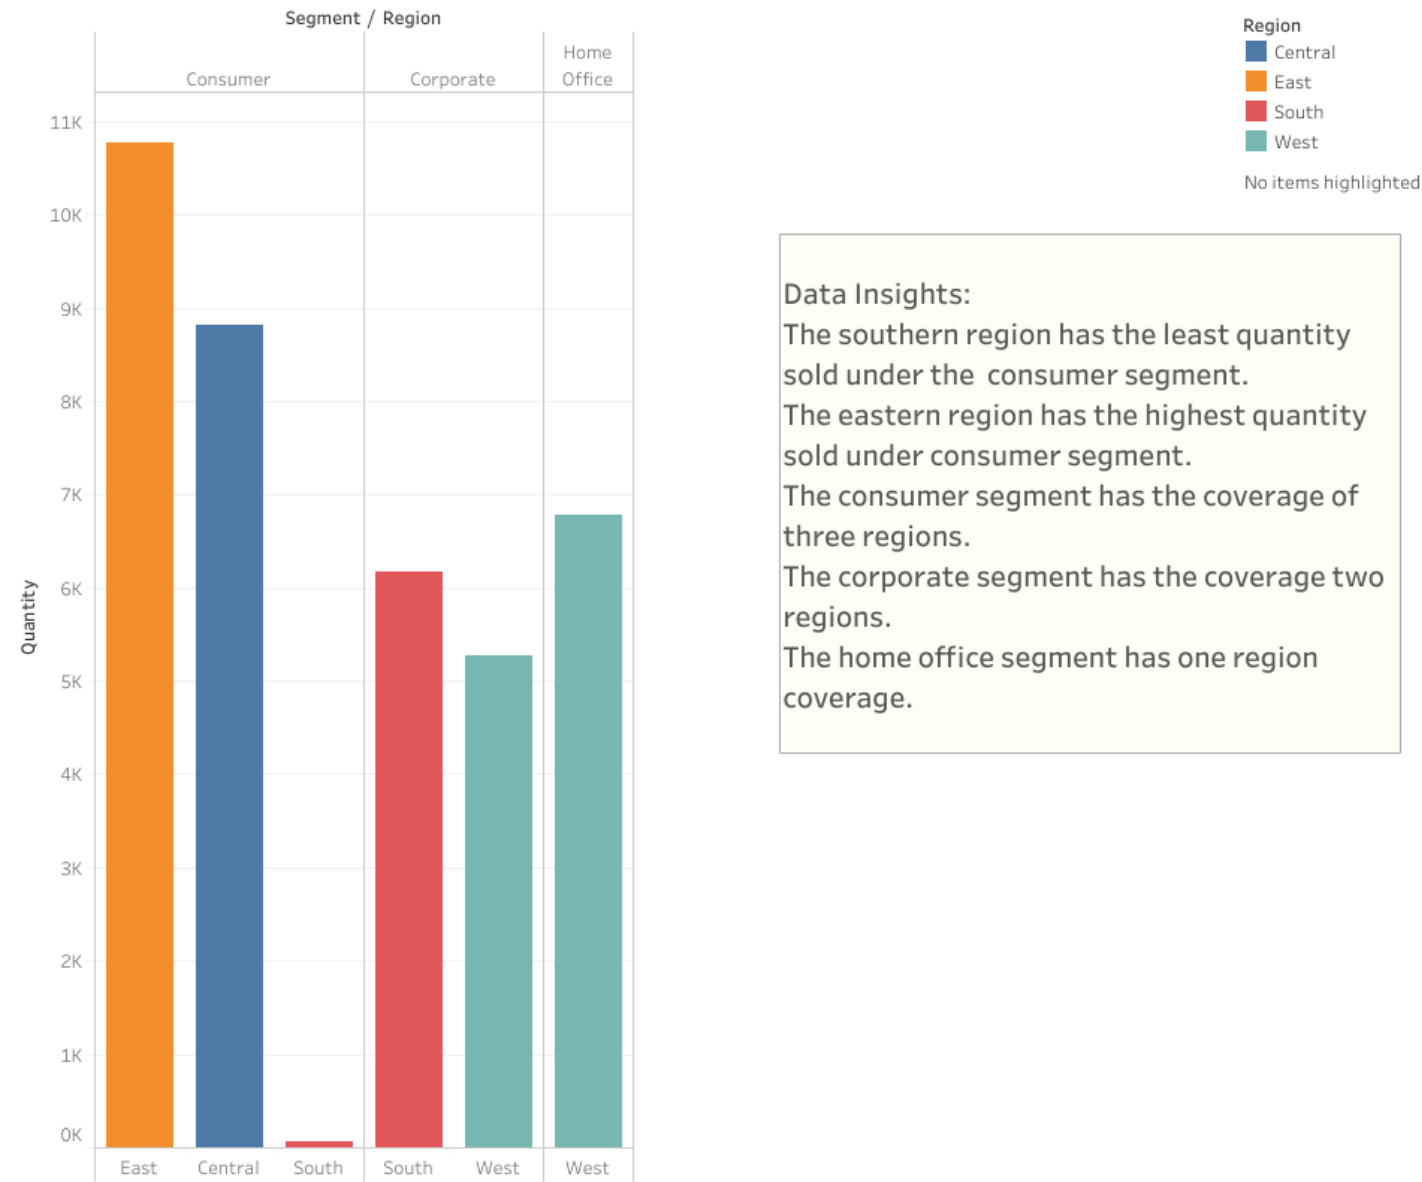 Segment / Region
Consumer
Corporate
Home
Office
11K
10K
9K
8K
7K
6K
5K
4K
3K
2K
1K
0K
Quantity
East
Central
South
South
West
West
Region
Central
East
South
West
No items highlighted
Data Insights:
The southern region has the least quantity
sold under the  consumer segment.
The eastern region has the highest quantity
sold under consumer segment.
The consumer segment has the coverage of
three regions.
The corporate segment has the coverage two
regions.
The home office segment has one region
coverage.